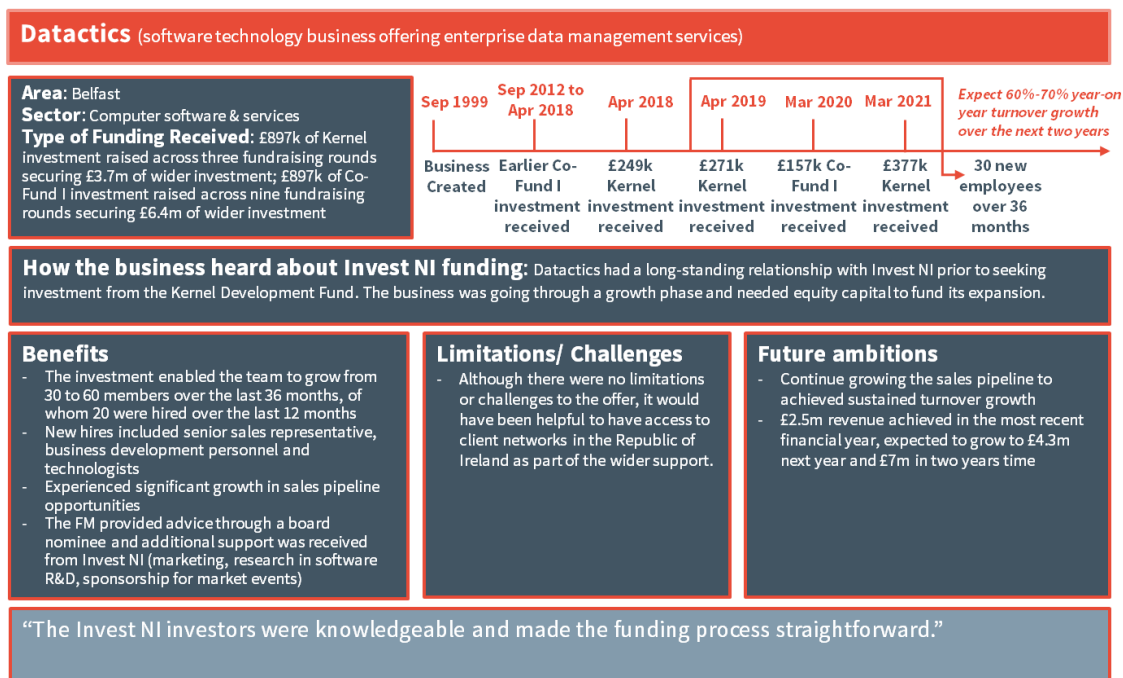 Datactics (software technology business offering enterprise data management services)
Area: Belfast
Sector: Computer software & services
Type of Funding Received: £897k of Kernel
investment raised across three fundraising rounds
securing £3.7m of wider investment; £897k of Co-
Fund I investment raised across nine fundraising
rounds securing £6.4m of wider investment
Sep 1999
Business
Created
Sep 2012 to
Apr 2018
Earlier Co-
Fund I
investment
received
Apr 2018
£249k
Kernel
investment
received
Apr 2019
£271k
Kernel
investment
received
Mar 2020
£157k Co-
Fund I
investment
received
Mar 2021
£377k
Kernel
investment
received
Expect 60%-70% year-on
year turnover growth
over the next two years
30 new
employees
over 36
months
How the business heard about Invest NI funding: Datactics had a long-standing relationship with Invest NI prior to seeking
investment from the Kernel Development Fund. The business was going through a growth phase and needed equity capital to fund its expansion.
Benefits
- The investment enabled the team to grow from
30 to 60 members over the last 36 months, of
whom 20 were hired over the last 12 months
- New hires included senior sales representative,
business development personnel and
technologists
- Experienced significant growth in sales pipeline
opportunities
- The FM provided advice through a board
nominee and additional support was received
from Invest NI (marketing, research in software
R&D, sponsorship for market events)
Limitations/ Challenges
- Although there were no limitations
or challenges to the offer, it would
have been helpful to have access to
client networks in the Republic of
Ireland as part of the wider support.
Future ambitions
- Continue growing the sales pipeline to
achieved sustained turnover growth
- £2.5m revenue achieved in the most recent
financial year, expected to grow to £4.3m
next year and £7m in two years time
“The Invest NI investors were knowledgeable and made the funding process straightforward.”